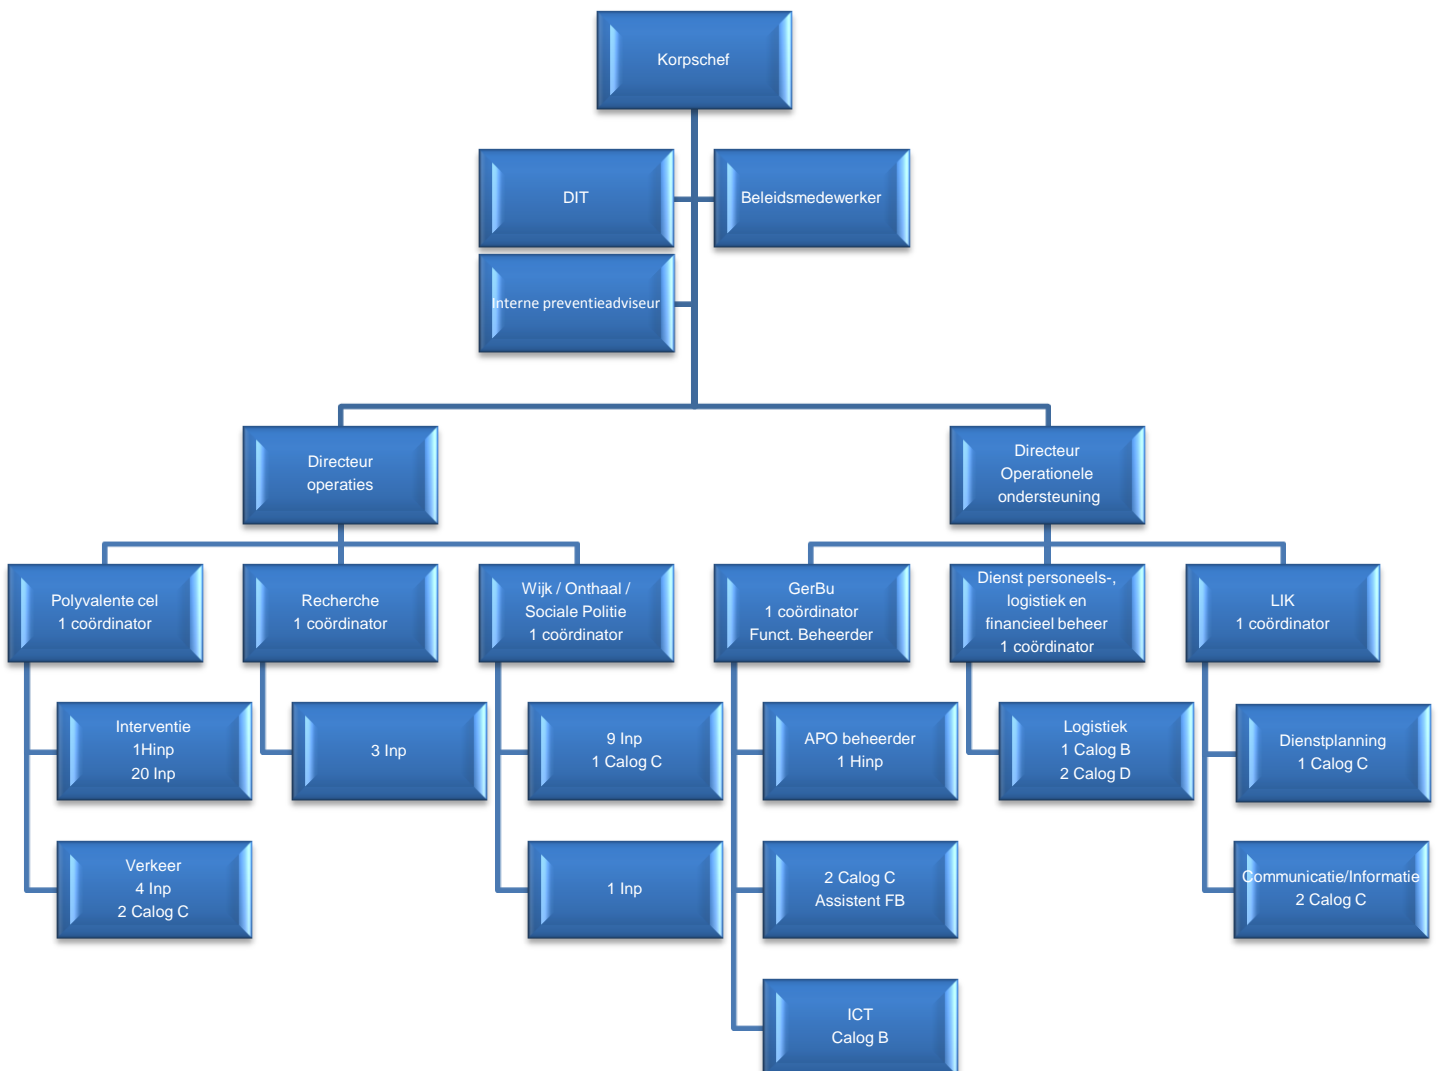 Korpschef
DIT
Beleidsmedewerker
Interne preventieadviseur
Directeur
operaties
Directeur
Operationele
ondersteuning
Polyvalente cel
1 coördinator
Recherche
1 coördinator
Wijk / Onthaal /
Sociale Politie
1 coördinator
GerBu
1 coördinator
Funct. Beheerder
Dienst personeels-,
logistiek en
financieel beheer
1 coördinator
LIK
1 coördinator
Interventie
1Hinp
20 Inp
3 Inp
9 Inp
1 Calog C
APO beheerder
1 Hinp
Logistiek
1 Calog B
2 Calog D
Dienstplanning
1 Calog C
Verkeer
4 Inp
2 Calog C
1 Inp
2 Calog C
Assistent FB
Communicatie/Informatie
2 Calog C
ICT
Calog B